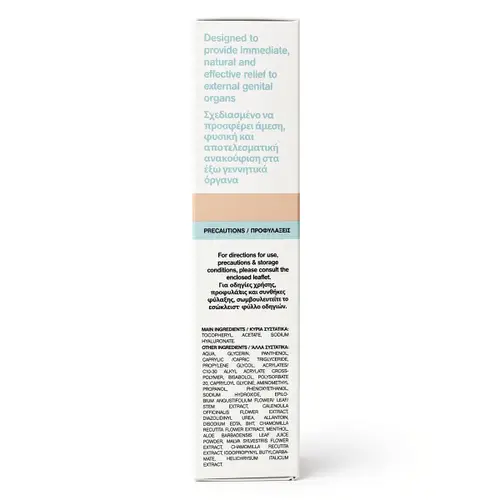 Designed to
provide immediate,
natural and
effective relief to
external genital
organs
Σχεδιασμένο να
προσφέρει άμεση,
φυσική και
αποτελεσματική
ανακούφιση στα
έξω γεννητικά
όργανα
PRECAUTIONS / ΠΡΟΦΥΛΑΞΕΙΣ
For directions for use,
precautions & storage
conditions, please consult the
enclosed leaflet.
Για οδηγίες χρήσης,
προφυλάξεις και συνθήκες
φύλαξης, συμβουλευτείτε το
εσώκλειστ· φύλλο οδηγιών.
MAIN INGREDIENTS / ΚΥΡΙΑ ΣΥΣΤΑΤΙΚΑ:
TOCOPHERYL ACETATE, SODIUM
HYALURONATE.
OTHER INGREDIENTS / ΆΛΛΑ ΣΥΣΤΑΤΙΚΑ:
AQUA, GLYCERIN, PANTHENOL,
CAPRYLIC /CAPRIC TRIGLYCERIDE,
PROPYLENE GLYCOL, ACRYLATES/
C10-30 ALKYL ACRYLATE CROSS-
POLYMER, BISABOLOL, POLYSORBATE
20, CAPRYLOYL GLYCINE, AMINOMETHYL
PROPANOL, PHENOXYETHANOL,
SODIUM HYDROXIDE, EPILO-
BIUM ANGUSTIFOLIUM FLOWER/ LEAF/
STEM EXTRACT, CALENDULA
OFFICINALIS FLOWER EXTRACT,
DIAZOLIDINYL UREA, ALLANTOIN,
DISODIUM EDTA, BHT, CHAMOMILLA
RECUTITA FLOWER EXTRACT, MENTHOL,
ALOE BARBADENSIS LEAF JUICE
POWDER, MALVA SYLVESTRIS FLOWER
EXTRACT, CHAMOMILLA RECUTITA
EXTRACT, IODOPROPYNYL BUTYLCARBA-
MATE, HELICHRYSUM ITALICUM
EXTRACT.